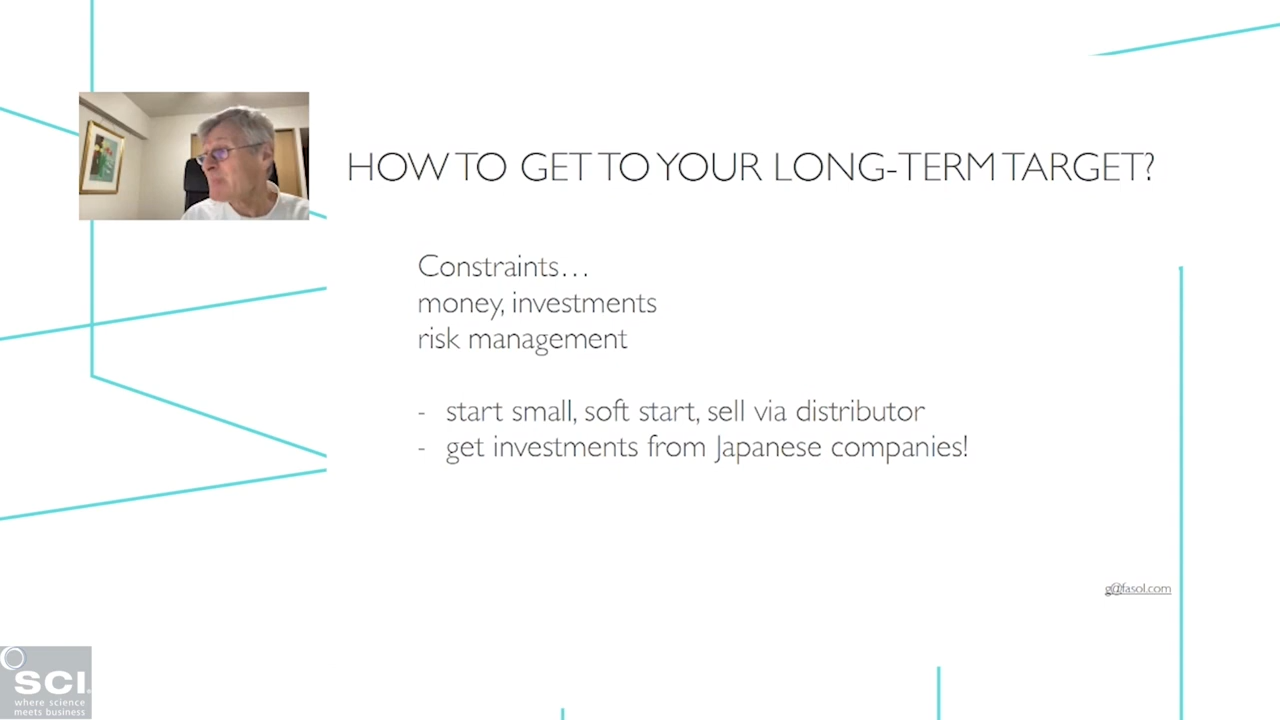 HOW TO GET TO YOUR LONG-TERM TARGET?
Constraints…
money, investments
risk management
- start small, soft start, sell via distributor
- get investments from Japanese companies!
g@fasol.com
SCI
where science
meets business